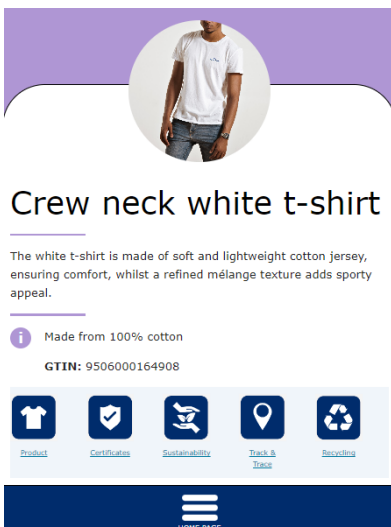 Crew neck white t-shirt
The white t-shirt is made of soft and lightweight cotton jersey,
ensuring comfort, whilst a refined mélange texture adds sporty
appeal.
i
Made from 100% cotton
GTIN: 9506000164908
Product
Certificates
Sustainability
Track &
Trace
Recycling
HOME PAGE